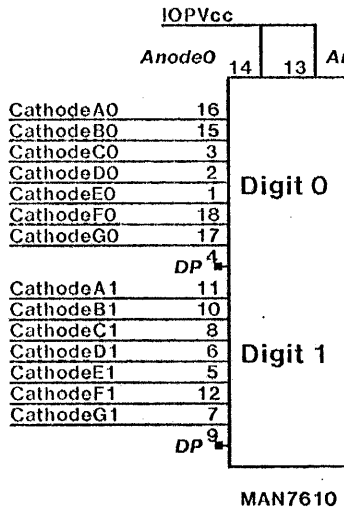 IOPVcc
Anode0
14 13 An
CathodeA0 16
CathodeB0 15
CathodeC0 3
CathodeD0 2
CathodeE0 1
Digit 0
CathodeF0 18
CathodeG0 17
DP 4
CathodeA1 11
CathodeB1 10
CathodeC1 8
CathodeD1 6
Digit 1
CathodeE1 5
CathodeF1 12
CathodeG1 7
DP 9
MAN7610